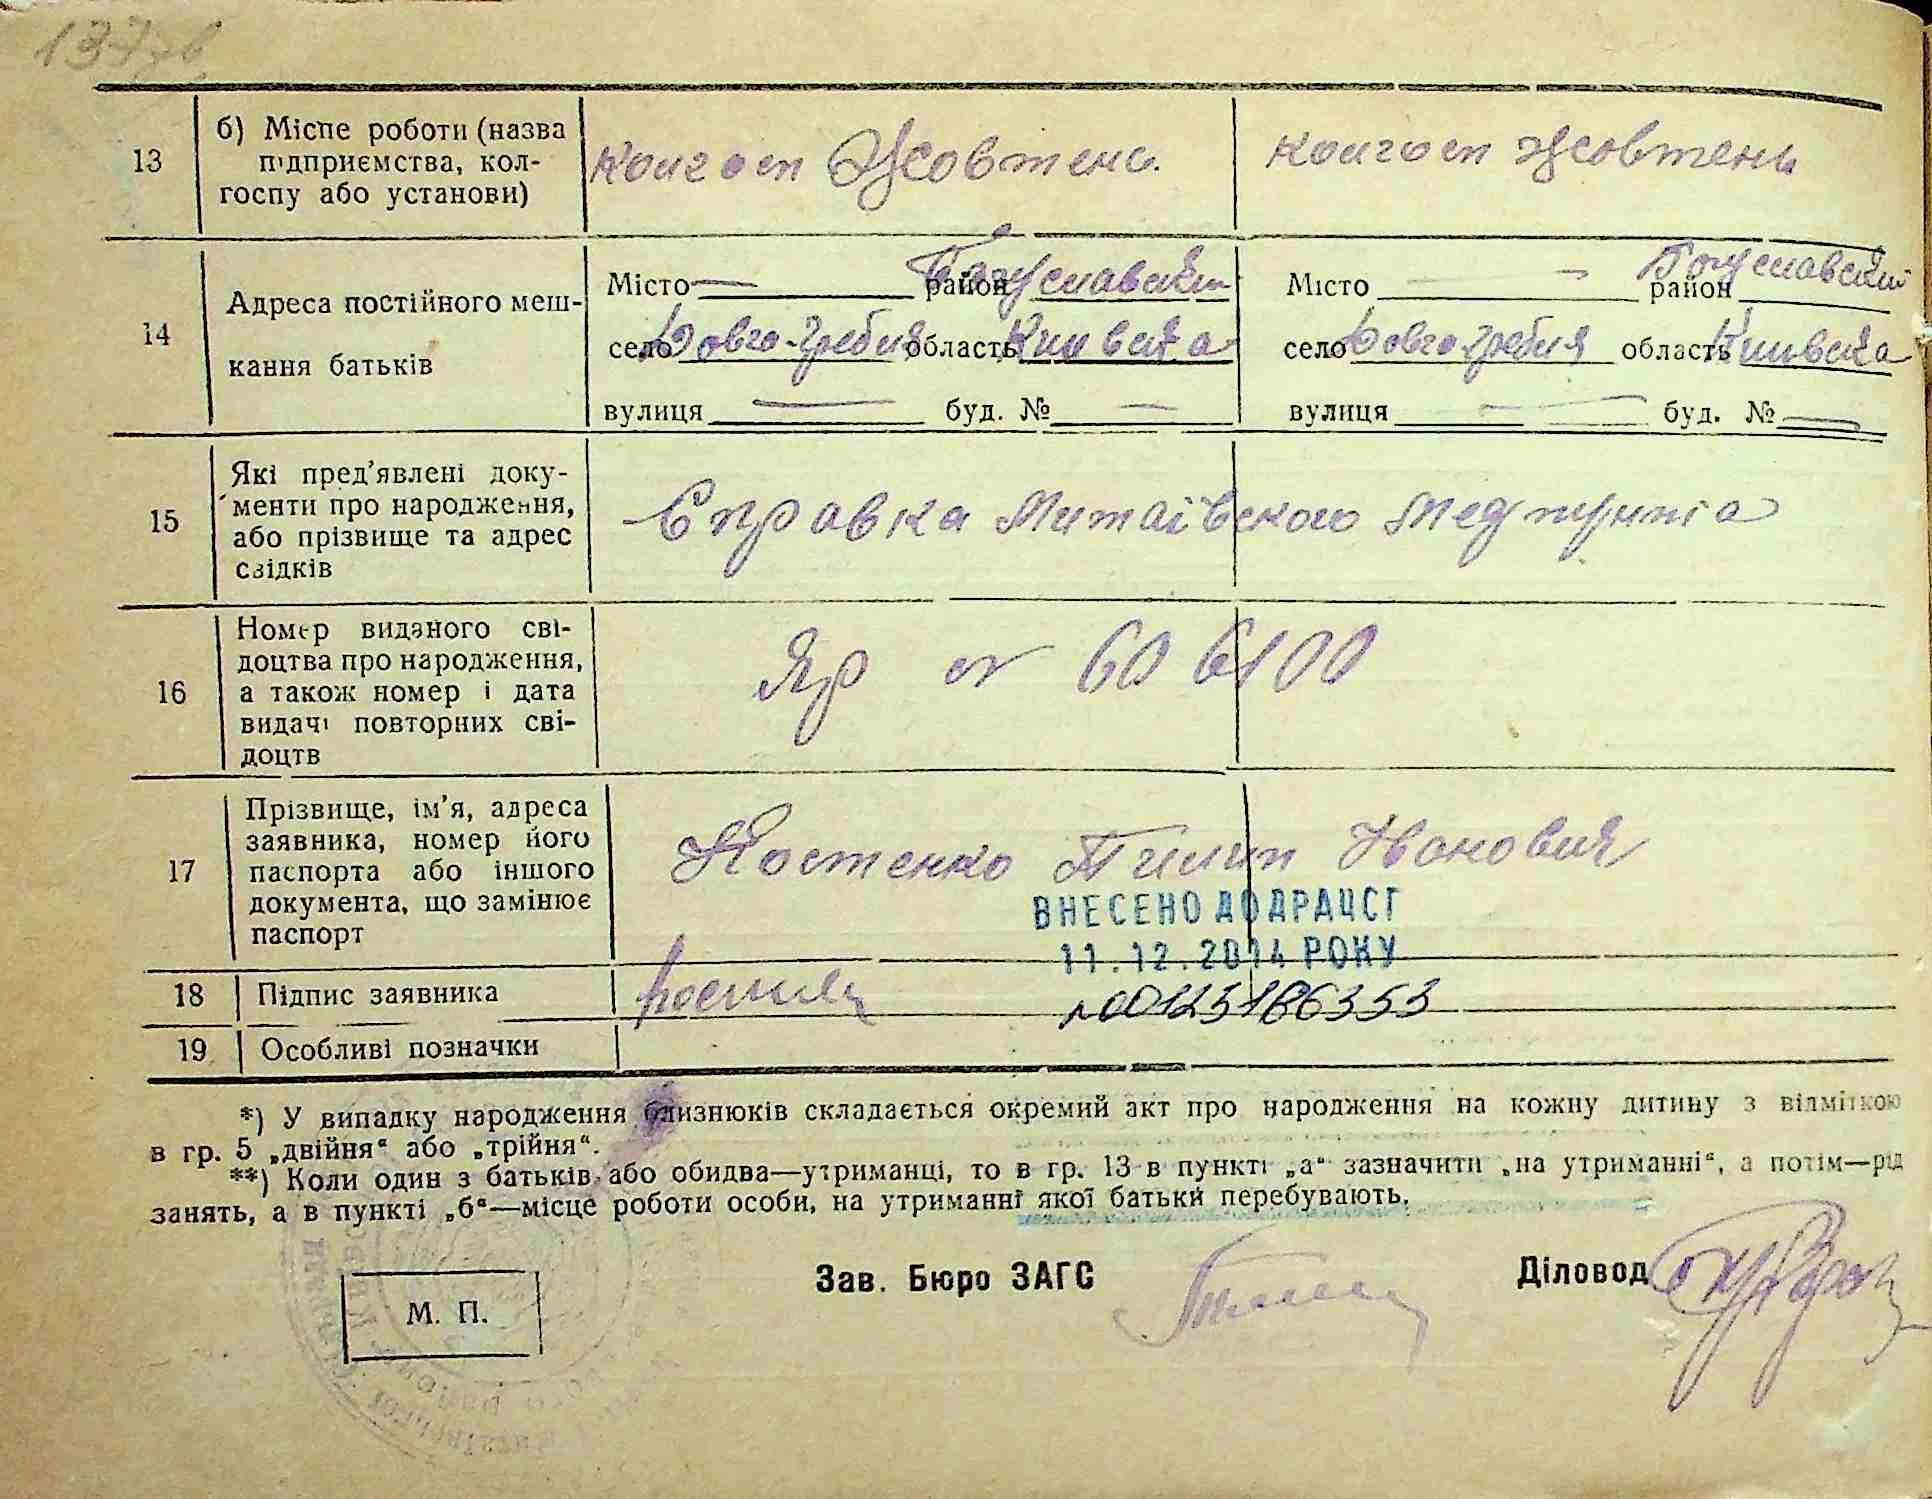 137зв
13
б) Місце роботи (назва
підприємства, кол-
госпу або установи)
колгосп Жовтень.
колгосп Жовтень
14
Адреса постійного меш-
кання батьків
Місто — район Богуславський
село Довго-Гребля область Київська
вулиця — буд. № —
Місто — район Богуславський
село Довго-Гребля область Київська
вулиця — буд. № —
15
Які пред'явлені доку-
менти про народження,
або прізвище та адрес
свідків
Справка Митаївського Медпункта
16
Номер виданого сві-
доцтва про народження,
а також номер і дата
видачі повторних сві-
доцтв
ЯР № 606100
17
Прізвище, ім'я, адреса
заявника, номер його
паспорта або іншого
документа, що замінює
паспорт
Костенко Пилип Іванович
ВНЕСЕНО ДО ДРАЦСГ
11.12.2014 РОКУ
18
Підпис заявника
№00125186353
19
Особливі позначки
*) У випадку народження близнюків складається окремий акт про народження на кожну дитину з відміткою
в гр. 5 „двійня“ або „трійня“.
**) Коли один з батьків або обидва—утриманці, то в гр. 13 в пункті „а“ зазначити „на утриманні“, а потім—рід
занять, а в пункті „б“—місце роботи особи, на утриманні якої батьки перебувають.
Зав. Бюро ЗАГС
Діловод
М. П.